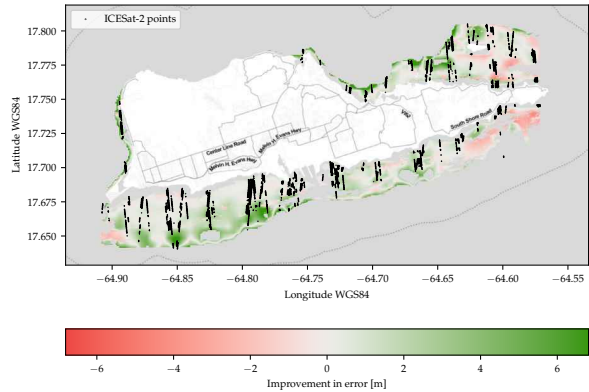 ICESat-2 points
17.800
17.775
17.750
17.725
17.700
17.675
17.650
Latitude WGS84
Center Line Road
Melvin H. Evans Hwy
Melvin H. Evans Hwy
South Shore Road
−64.90
−64.85
−64.80
−64.75
−64.70
−64.65
−64.60
−64.55
Longitude WGS84
−6
−4
−2
0
2
4
6
Improvement in error [m]